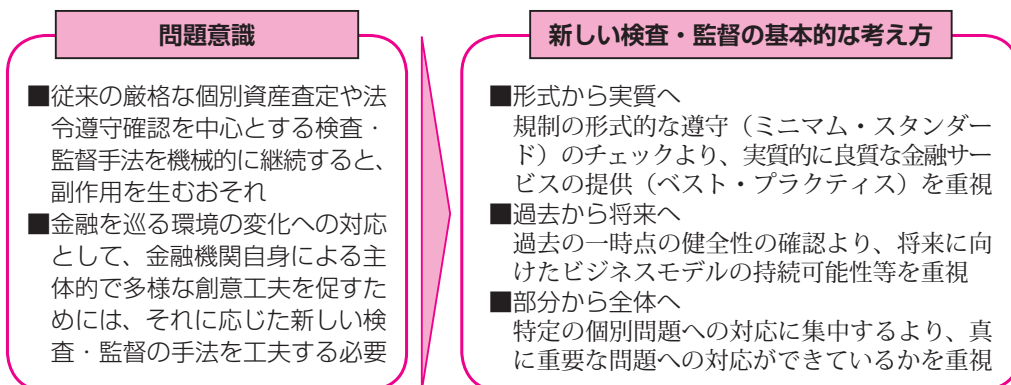 問題意識
■従来の厳格な個別資産査定や法
令遵守確認を中心とする検査・
監督手法を機械的に継続すると、
副作用を生むおそれ
■金融を巡る環境の変化への対応
として、金融機関自身による主
体的で多様な創意工夫を促すた
めには、それに応じた新しい検
査・監督の手法を工夫する必要
新しい検査・監督の基本的な考え方
■形式から実質へ
規制の形式的な遵守（ミニマム・スタンダー
ド）のチェックより、実質的に良質な金融サー
ビスの提供（ベスト・プラクティス）を重視
■過去から将来へ
過去の一時点の健全性の確認より、将来に向
けたビジネスモデルの持続可能性等を重視
■部分から全体へ
特定の個別問題への対応に集中するより、真
に重要な問題への対応ができているかを重視